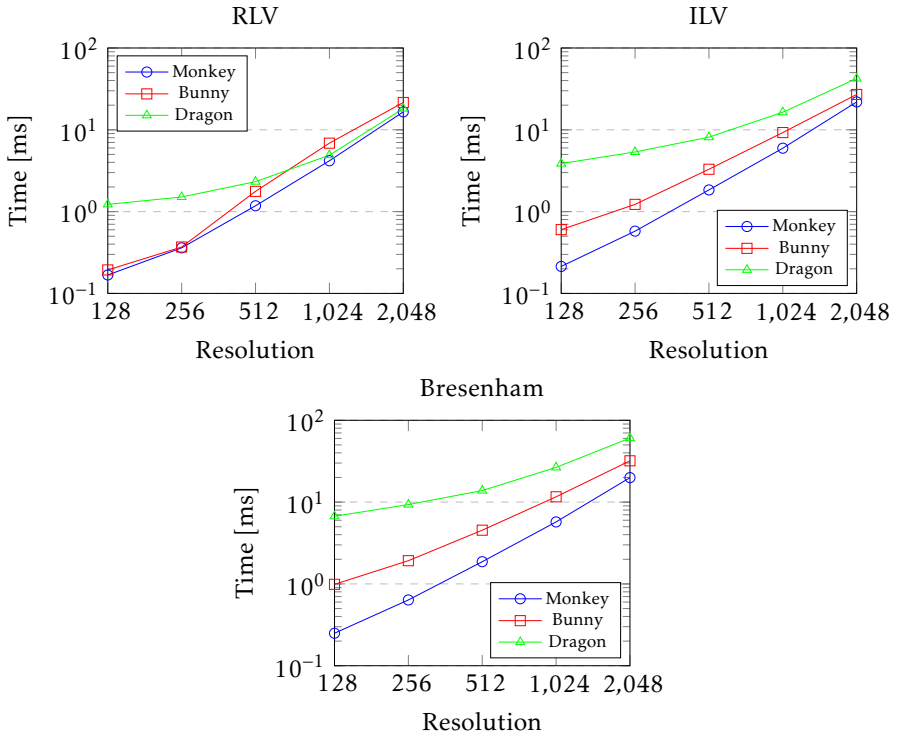 RLV
Time [ms]
10^2
10^1
10^0
10^-1
Monkey
Bunny
Dragon
128 256 512 1,024 2,048
Resolution
ILV
Time [ms]
10^2
10^1
10^0
10^-1
Monkey
Bunny
Dragon
128 256 512 1,024 2,048
Resolution
Bresenham
Time [ms]
10^2
10^1
10^0
10^-1
Monkey
Bunny
Dragon
128 256 512 1,024 2,048
Resolution